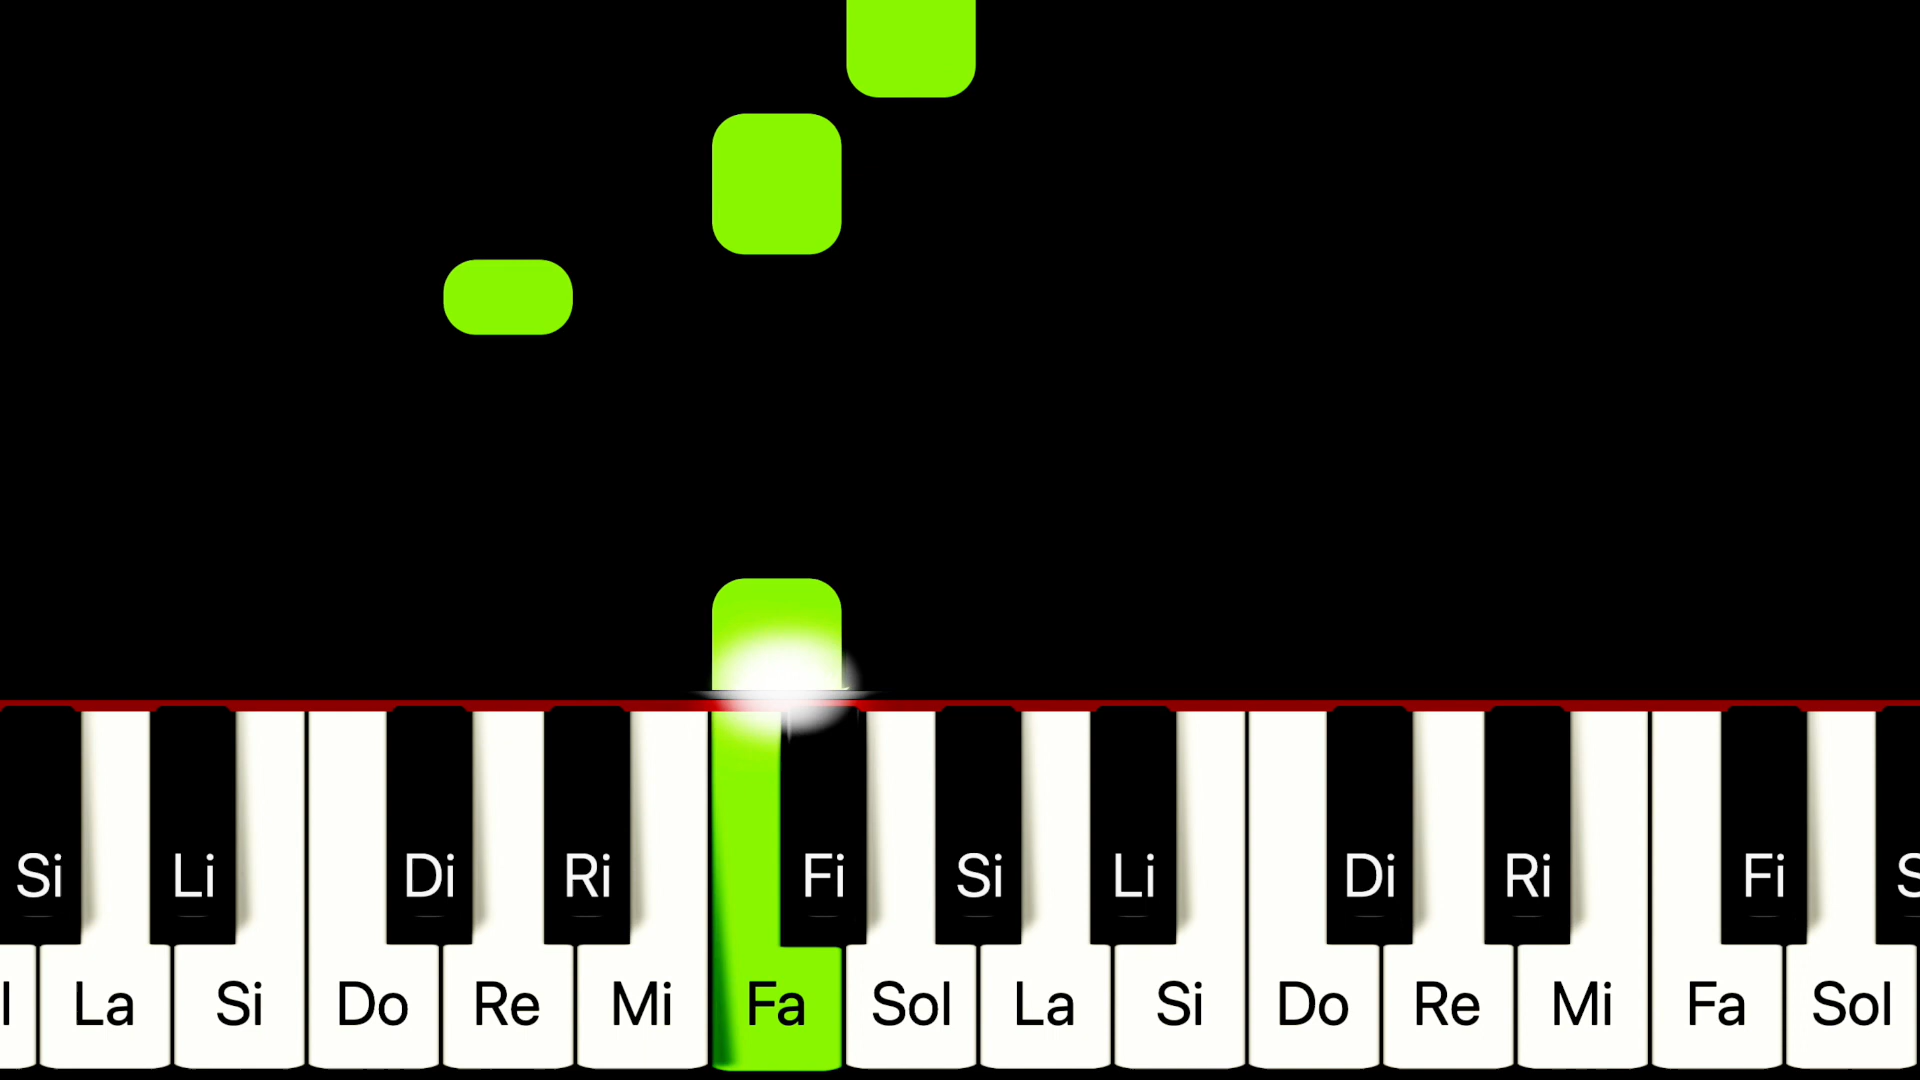 Si Li Di Ri Fi Si Li Di Ri Fi S
l La Si Do Re Mi Fa Sol La Si Do Re Mi Fa Sol